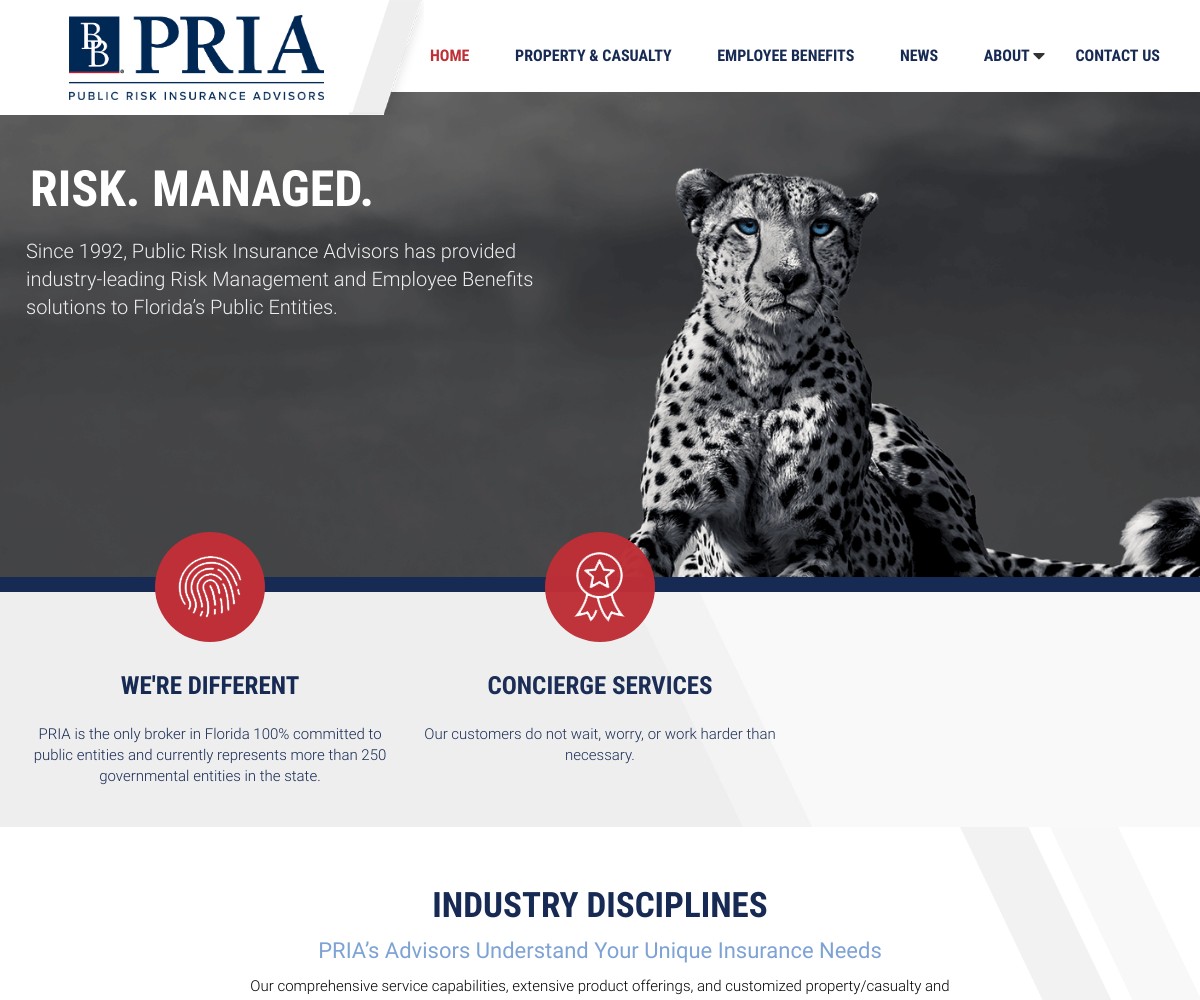 BB PRIA
PUBLIC RISK INSURANCE ADVISORS
HOME PROPERTY & CASUALTY EMPLOYEE BENEFITS NEWS ABOUT CONTACT US
RISK. MANAGED.
Since 1992, Public Risk Insurance Advisors has provided
industry-leading Risk Management and Employee Benefits
solutions to Florida’s Public Entities.
WE'RE DIFFERENT
PRIA is the only broker in Florida 100% committed to
public entities and currently represents more than 250
governmental entities in the state.
CONCIERGE SERVICES
Our customers do not wait, worry, or work harder than
necessary.
INDUSTRY DISCIPLINES
PRIA’s Advisors Understand Your Unique Insurance Needs
Our comprehensive service capabilities, extensive product offerings, and customized property/casualty and